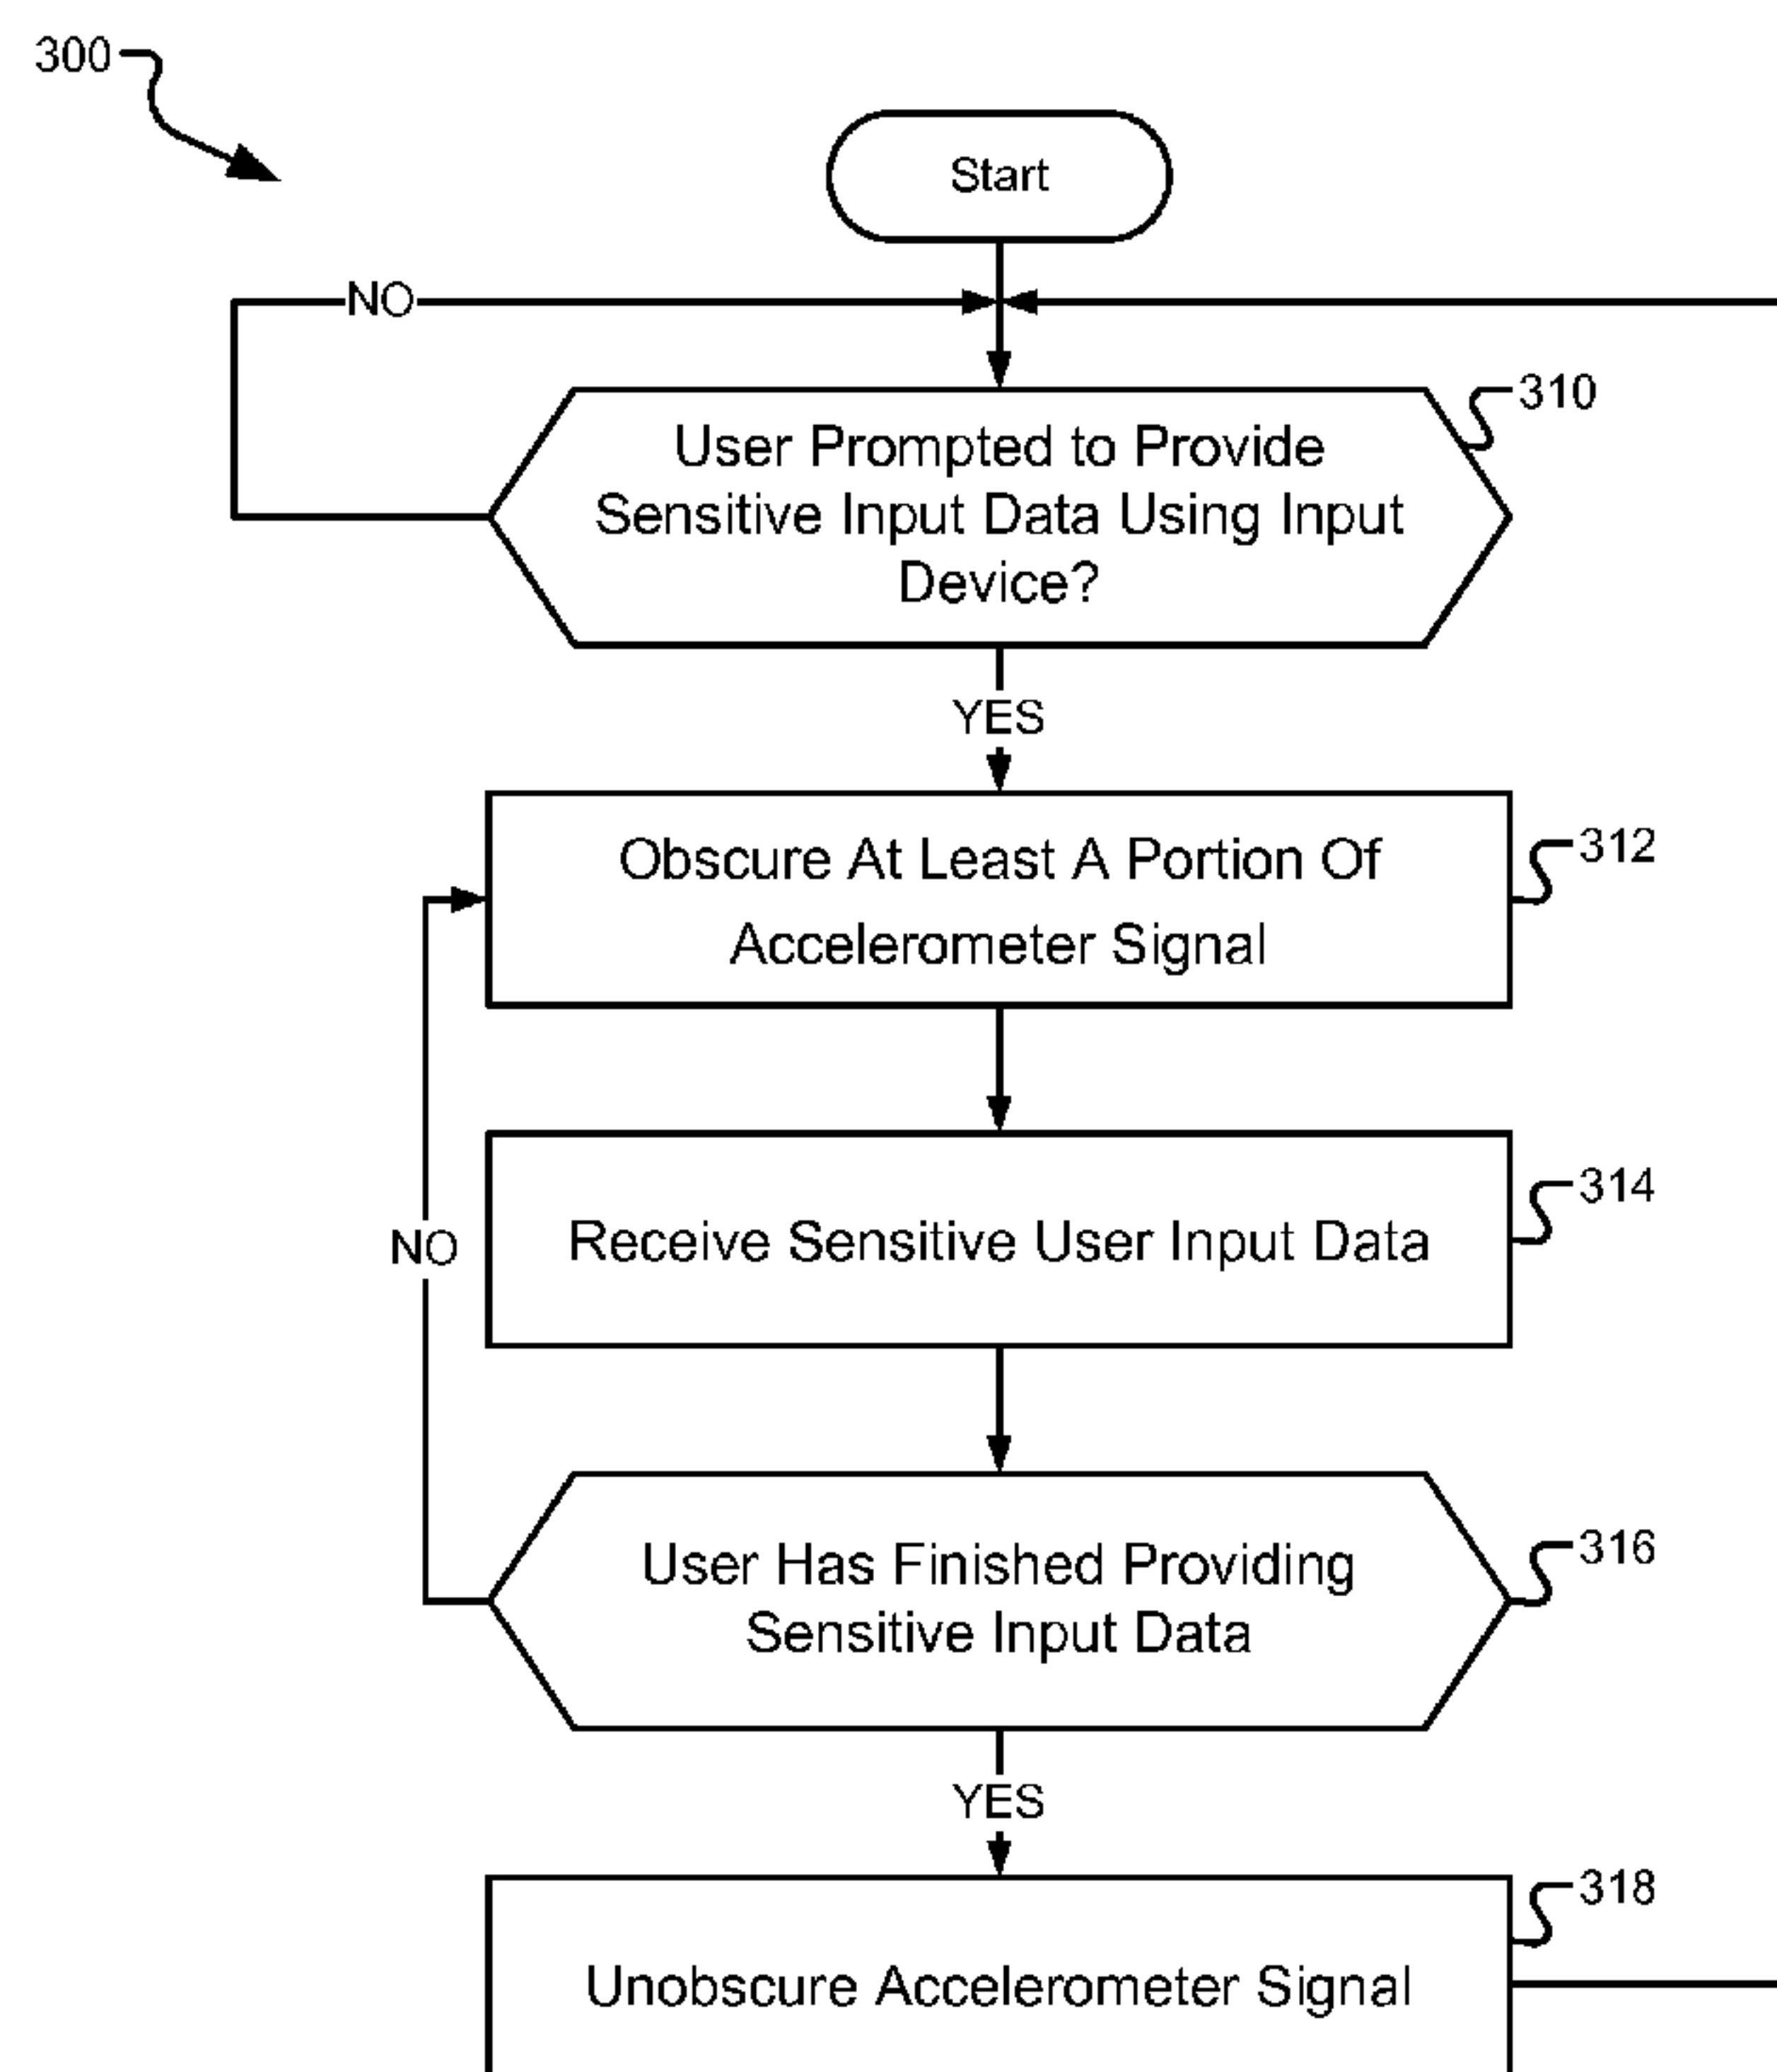 300
Start
NO
310
User Prompted to Provide
Sensitive Input Data Using Input
Device?
YES
312
Obscure At Least A Portion Of
Accelerometer Signal
314
NO
Receive Sensitive User Input Data
316
User Has Finished Providing
Sensitive Input Data
YES
318
Unobscure Accelerometer Signal